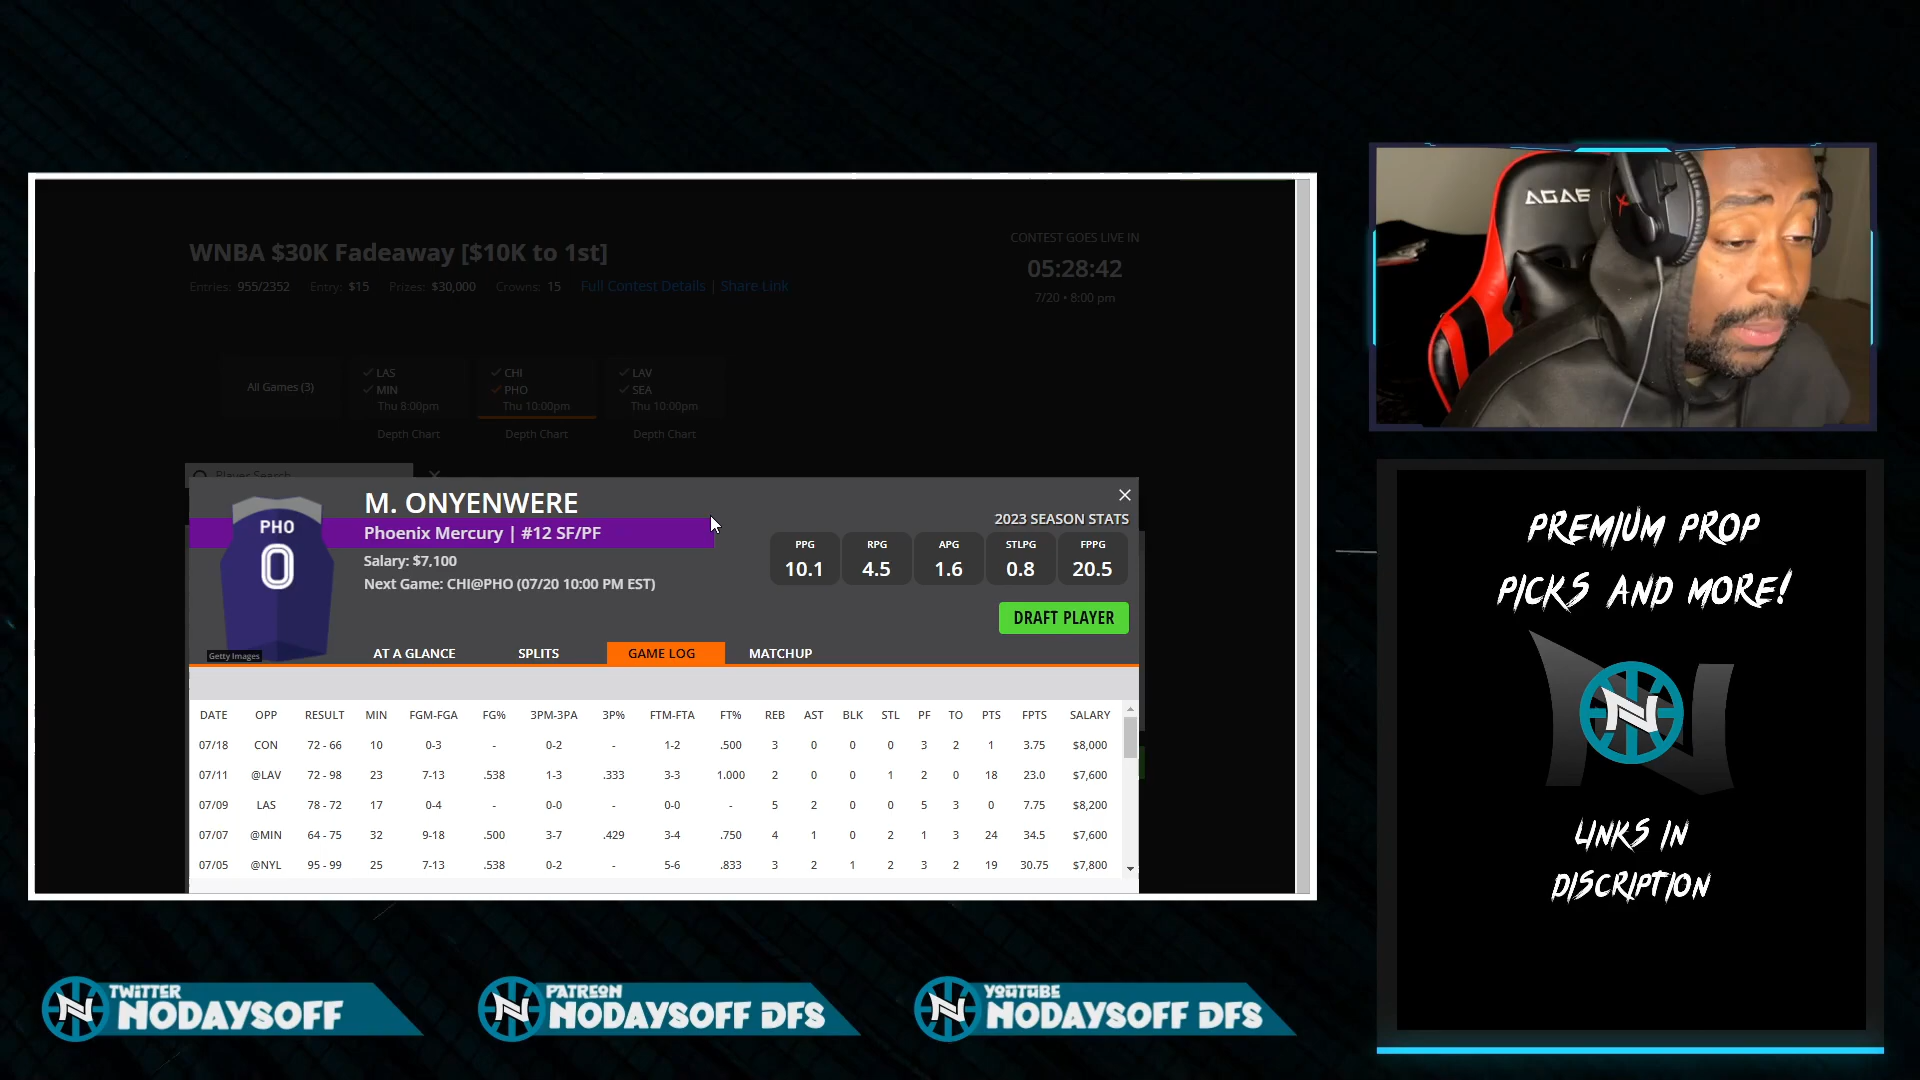 WNBA $30K Fadeaway [$10K to 1st]
Entries: 955/2352 Entry: $15 Prizes: $30,000 Crowns: 15 Full Contest Details | Share Link
CONTEST GOES LIVE IN
05:28:42
7/20 • 8:00 pm
All Games (3)
LAS
MIN
Thu 8:00pm
Depth Chart
CHI
PHO
Thu 10:00pm
Depth Chart
LAV
SEA
Thu 10:00pm
Depth Chart
Player Search
PHO
0
Getty Images
M. ONYENWERE
Phoenix Mercury | #12 SF/PF
Salary: $7,100
Next Game: CHI@PHO (07/20 10:00 PM EST)
2023 SEASON STATS
PPG RPG APG STLPG FPPG
10.1 4.5 1.6 0.8 20.5
DRAFT PLAYER
AT A GLANCE SPLITS GAME LOG MATCHUP
DATE OPP RESULT MIN FGM-FGA FG% 3PM-3PA 3P% FTM-FTA FT% REB AST BLK STL PF TO PTS FPTS SALARY
07/18 CON 72 - 66 10 0-3 - 0-2 - 1-2 .500 3 0 0 0 3 2 1 3.75 $8,000
07/11 @LAV 72 - 98 23 7-13 .538 1-3 .333 3-3 1.000 2 0 0 1 2 0 18 23.0 $7,600
07/09 LAS 78 - 72 17 0-4 - 0-0 - 0-0 - 5 2 0 0 5 3 0 7.75 $8,200
07/07 @MIN 64 - 75 32 9-18 .500 3-7 .429 3-4 .750 4 1 0 2 1 3 24 34.5 $7,600
07/05 @NYL 95 - 99 25 7-13 .538 0-2 - 5-6 .833 3 2 1 2 3 2 19 30.75 $7,800
PREMIUM PROP
PICKS AND MORE!
N
LINKS IN
DISCRIPTION
TWITTER
NODAYSOFF
PATREON
NODAYSOFF DFS
YOUTUBE
NODAYSOFF DFS